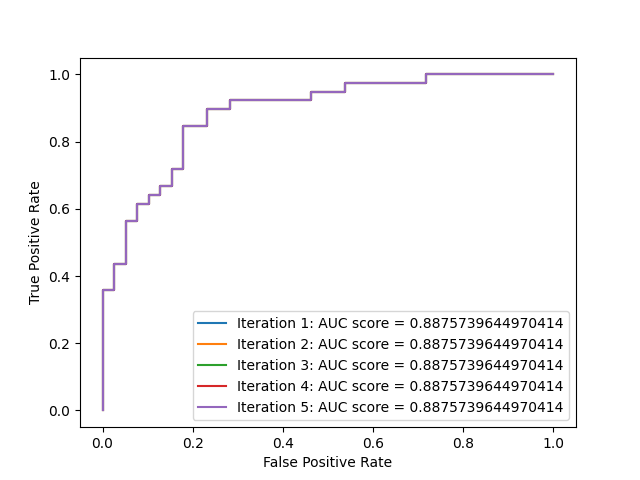 1.0
0.8
0.6
0.4
0.2
0.0
True Positive Rate
Iteration 1: AUC score = 0.8875739644970414
Iteration 2: AUC score = 0.8875739644970414
Iteration 3: AUC score = 0.8875739644970414
Iteration 4: AUC score = 0.8875739644970414
Iteration 5: AUC score = 0.8875739644970414
0.0 0.2 0.4 0.6 0.8 1.0
False Positive Rate